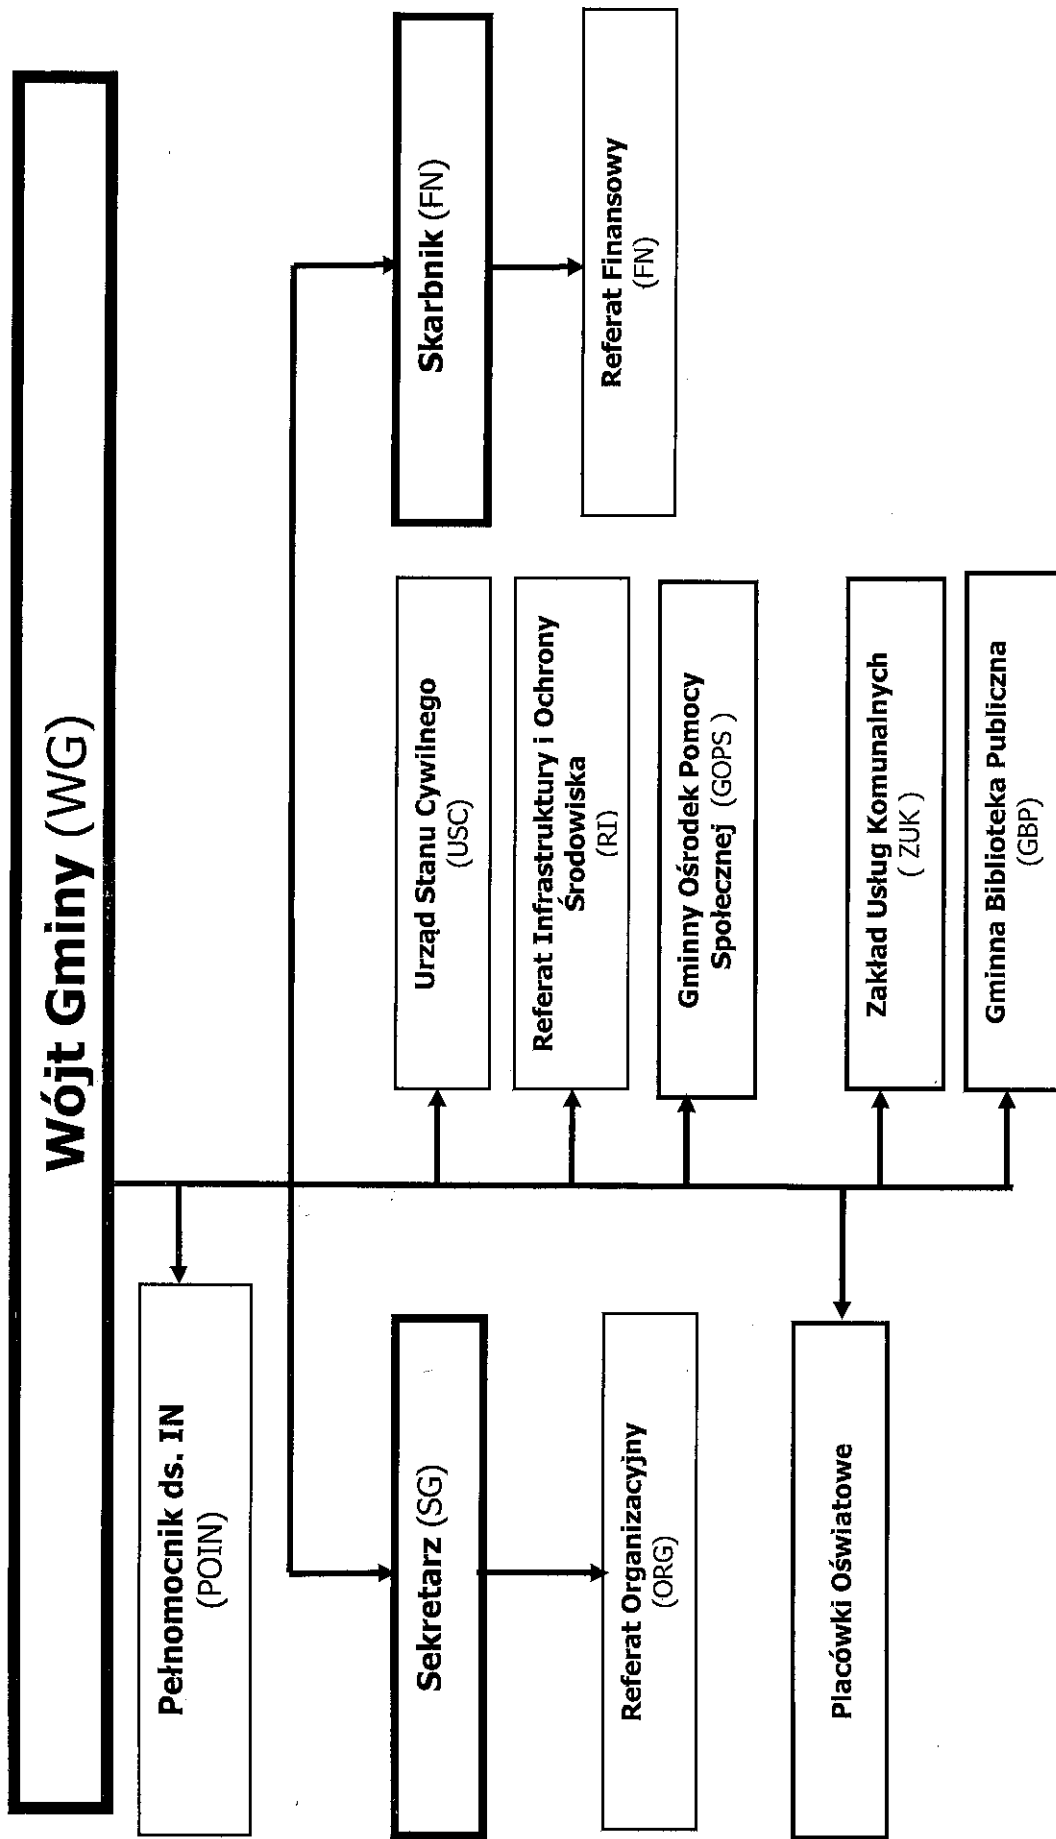 Wójt Gminy (WG)
Pełnomocnik ds. IN
(POIN)
Sekretarz (SG)
Skarbnik (FN)
Urząd Stanu Cywilnego
(USC)
Referat Infrastruktury i Ochrony
Środowiska
(RI)
Referat Organizacyjny
(ORG)
Referat Finansowy
(FN)
Gminny Ośrodek Pomocy
Społecznej (GOPS )
Placówki Oświatowe
Zakład Usług Komunalnych
( ZUK )
Gminna Biblioteka Publiczna
(GBP)